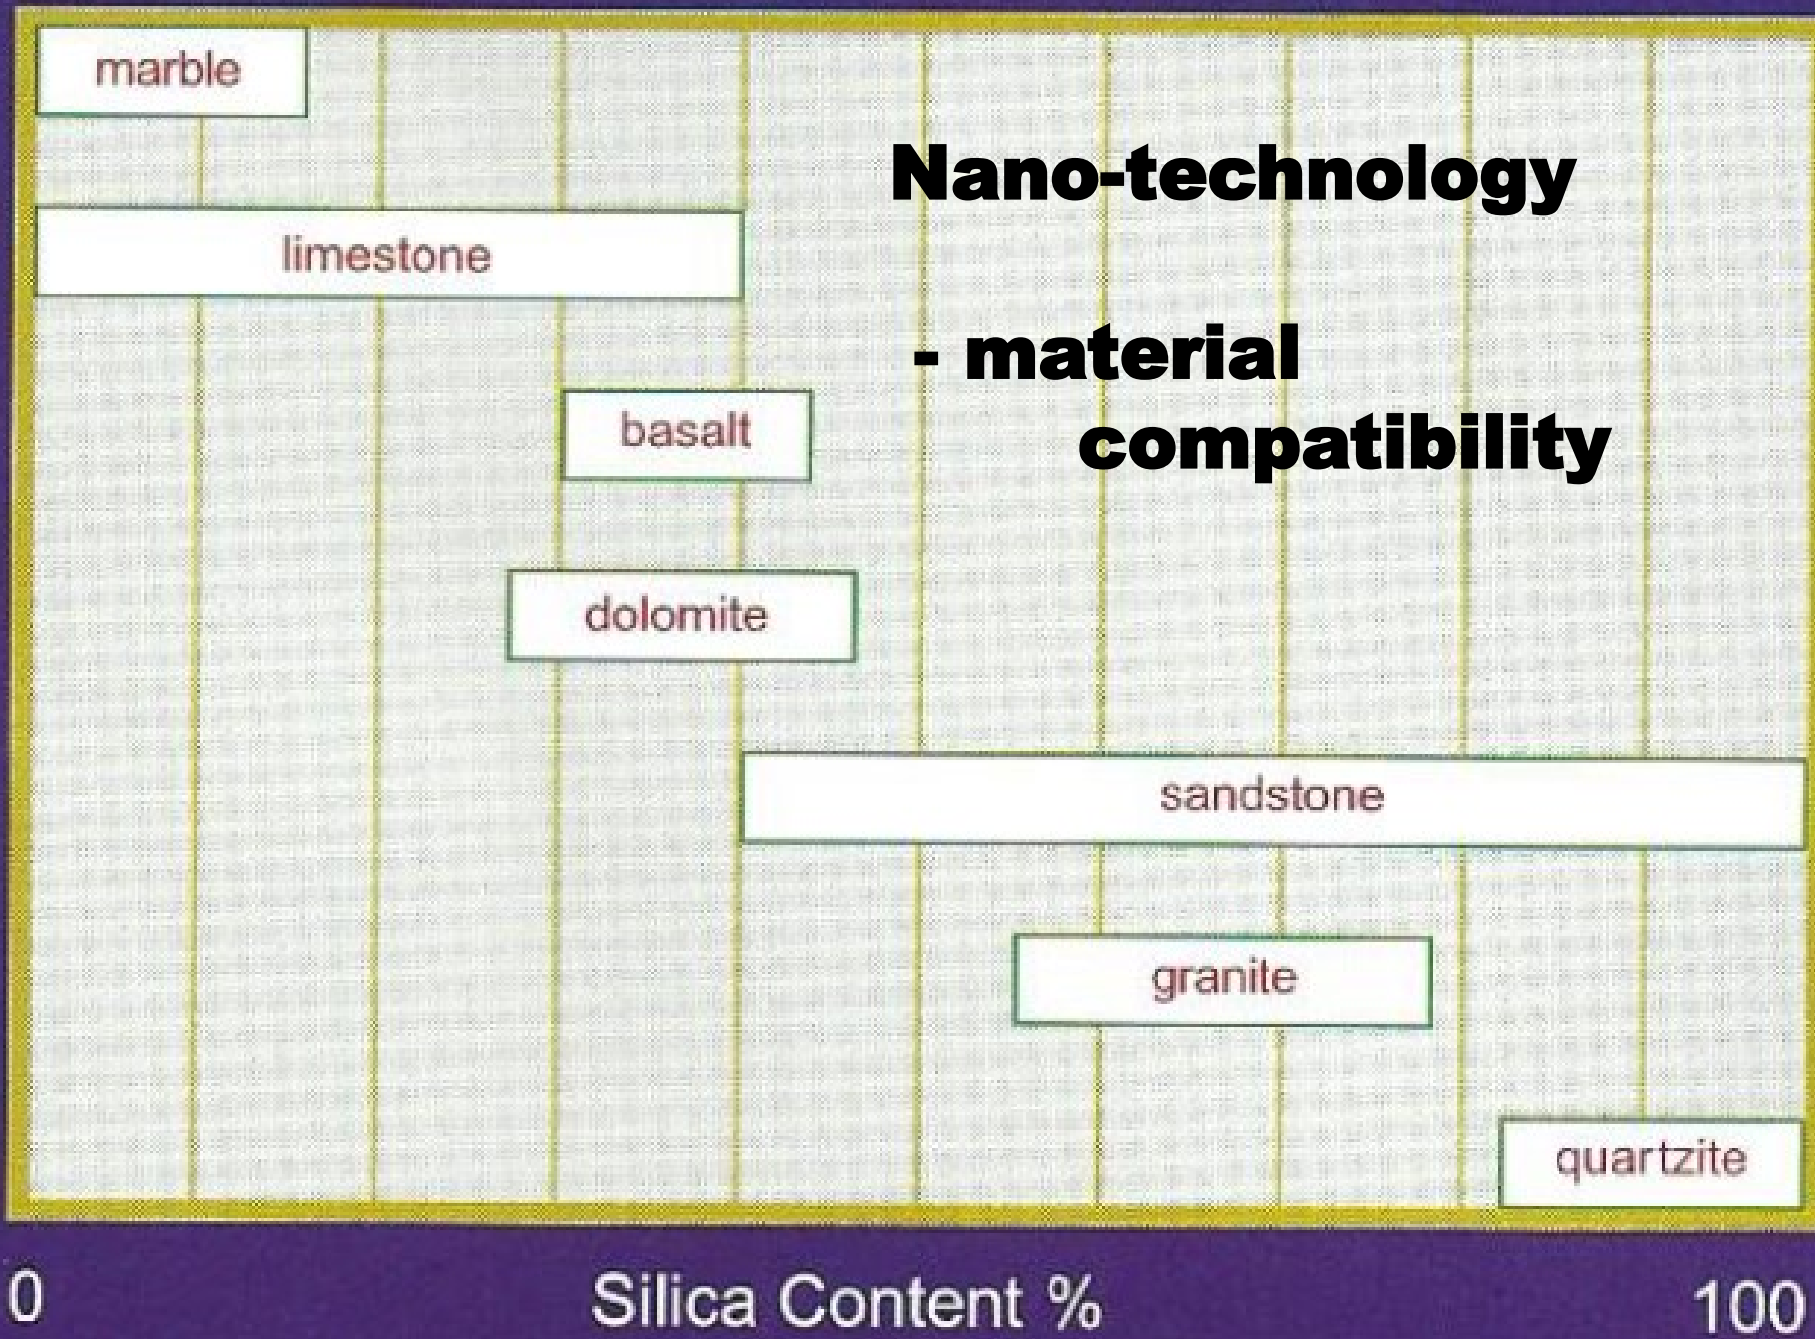 marble
Nano-technology
limestone
- material
compatibility
basalt
dolomite
sandstone
granite
quartzite
0 Silica Content % 100